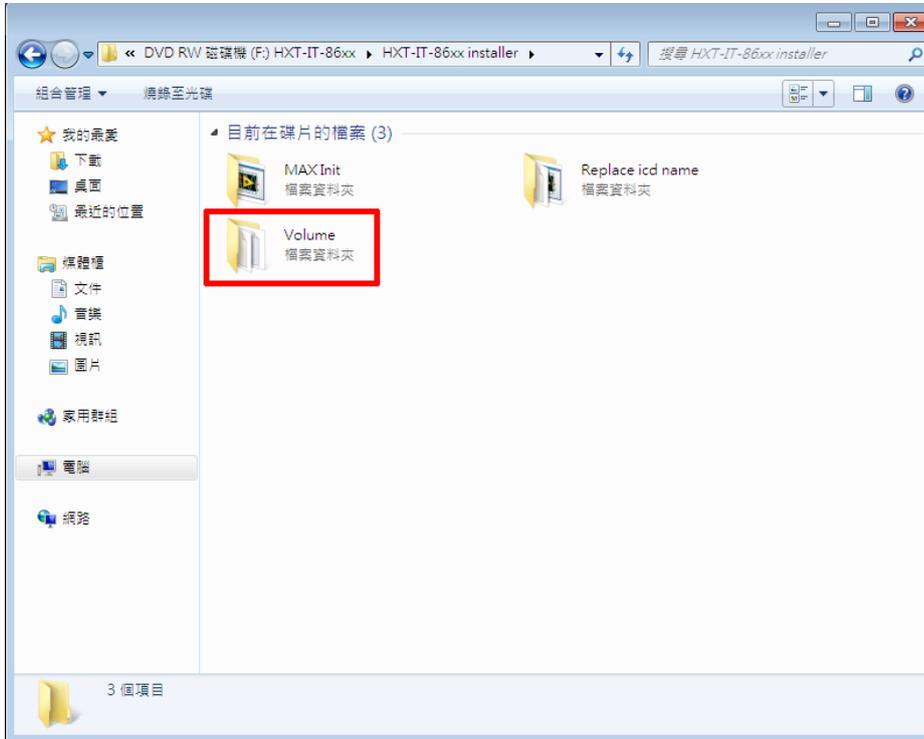 « DVD RW 磁碟機 (F:) HXT-IT-86xx ▸ HXT-IT-86xx installer ▸
搜尋 HXT-IT-86xx installer
組合管理 ▼ 燒錄至光碟
我的最愛
下載
桌面
最近的位置
媒體櫃
文件
音樂
視訊
圖片
家用群組
電腦
網路
目前在碟片的檔案 (3)
MAX Init
檔案資料夾
Replace icd name
檔案資料夾
Volume
檔案資料夾
3 個項目